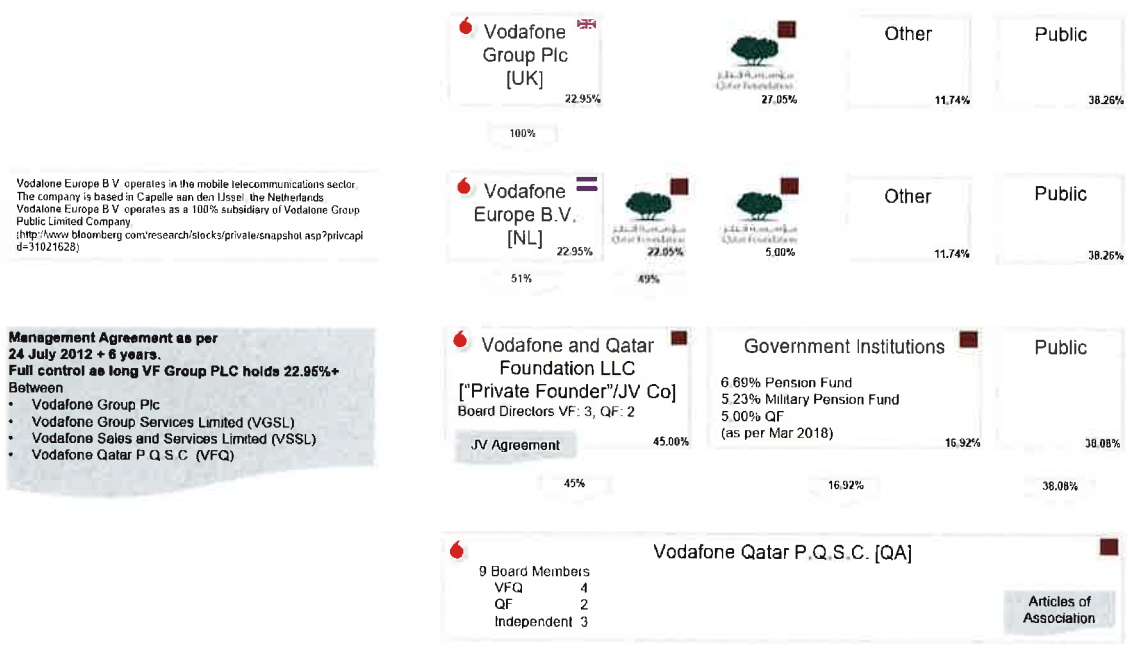 Vodafone
Group Plc
[UK]
22.95%
Qatar Foundation
27.05%
Other
11.74%
Public
38.26%
100%
Vodafone Europe B.V. operates in the mobile telecommunications sector.
The company is based in Capelle aan den IJssel, the Netherlands
Vodafone Europe B.V. operates as a 100% subsidiary of Vodafone Group
Public Limited Company.
(http://www.bloomberg.com/research/stocks/private/snapshot.asp?privcapi
d=31021628)
Vodafone
Europe B.V.
[NL]
22.95%
Qatar Foundation
22.05%
Qatar Foundation
5.00%
Other
11.74%
Public
38.26%
51%
49%
Management Agreement as per
24 July 2012 + 6 years.
Full control as long VF Group PLC holds 22.95%+
Between
• Vodafone Group Plc
• Vodafone Group Services Limited (VGSL)
• Vodafone Sales and Services Limited (VSSL)
• Vodafone Qatar P.Q.S.C. (VFQ)
Vodafone and Qatar
Foundation LLC
["Private Founder"/JV Co]
Board Directors VF: 3, QF: 2
JV Agreement
45.00%
Government Institutions
6.69% Pension Fund
5.23% Military Pension Fund
5.00% QF
(as per Mar 2018)
16.92%
Public
38.08%
45%
16.92%
38.08%
Vodafone Qatar P.Q.S.C. [QA]
9 Board Members
VFQ 4
QF 2
Independent 3
Articles of
Association